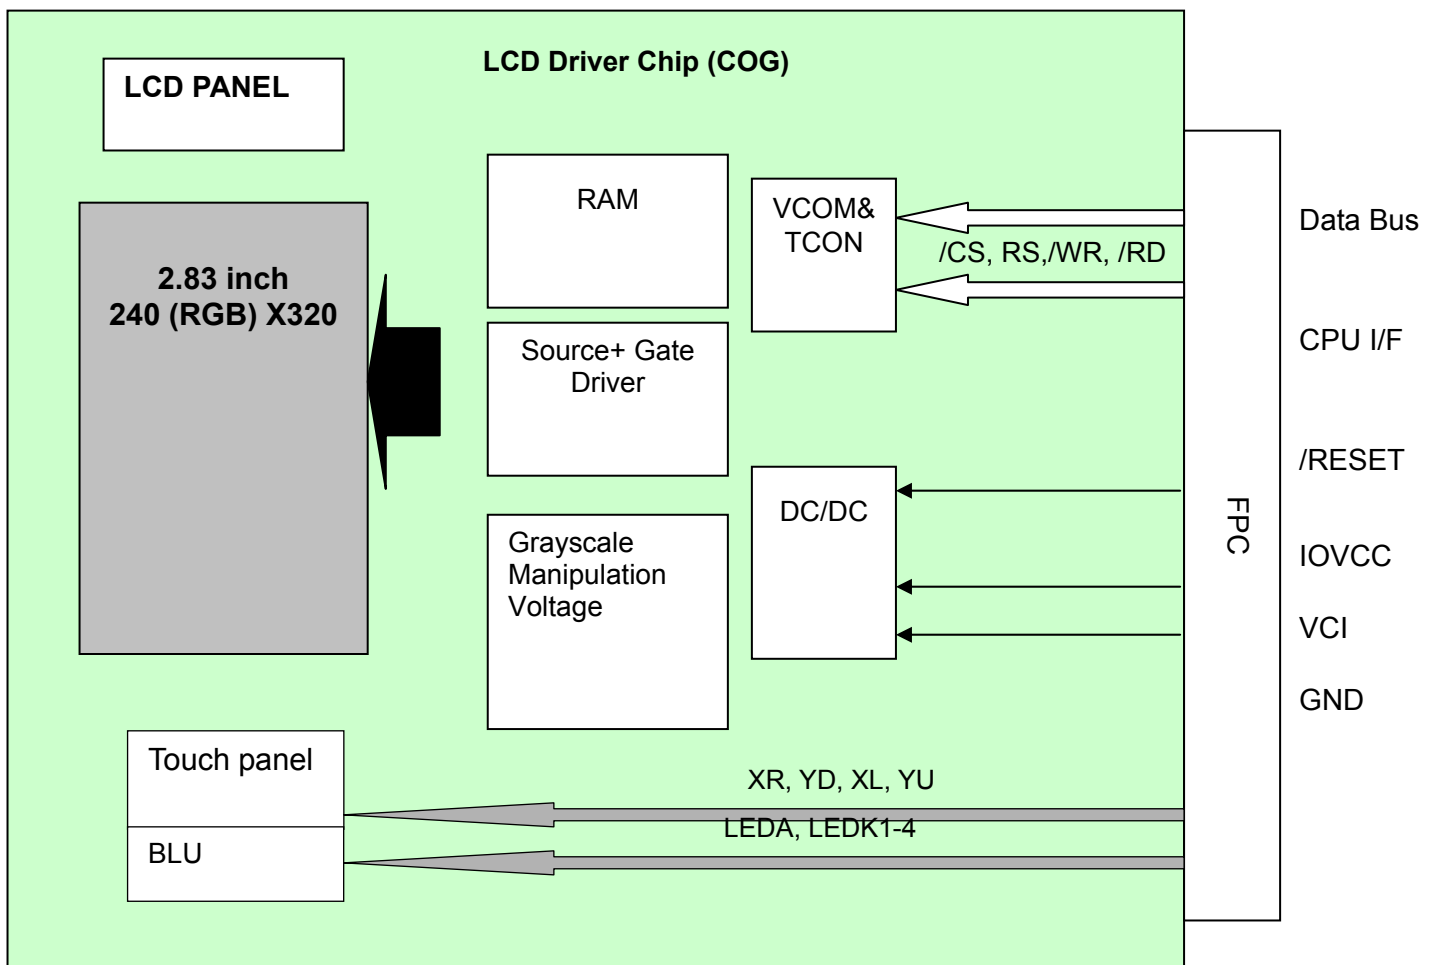 LCD Driver Chip (COG)
LCD PANEL
RAM
VCOM&
TCON
Data Bus
/CS, RS,/WR, /RD
2.83 inch
240 (RGB) X320
CPU I/F
Source+ Gate
Driver
/RESET
DC/DC
FPC
Grayscale
Manipulation
Voltage
IOVCC
VCI
GND
Touch panel
XR, YD, XL, YU
LEDA, LEDK1-4
BLU